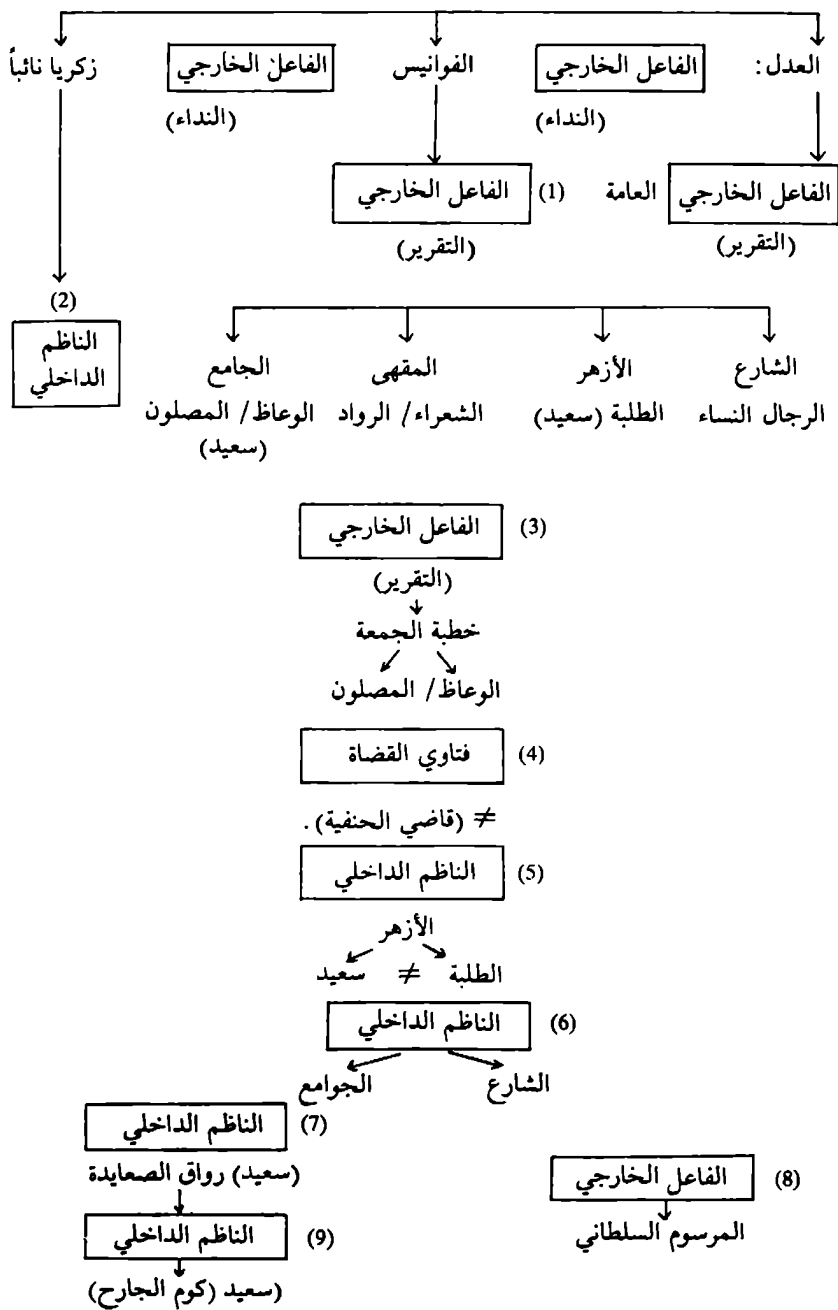 العدل: الفاعل الخارجي الفوانيس الفاعل الخارجي زكريا نائباً
(النداء) (النداء)
الفاعل الخارجي العامة (1) الفاعل الخارجي
(التقرير) (التقرير)
(2)
الناظم
الداخلي
الشارع الأزهر المقهى الجامع
الرجال النساء الطلبة (سعيد) الشعراء/ الرواد الوعاظ/ المصلون
(سعيد)
(3) الفاعل الخارجي
(التقرير)
خطبة الجمعة
الوعاظ/ المصلون
(4) فتاوي القضاة
≠ (قاضي الحنفية).
(5) الناظم الداخلي
الأزهر
الطلبة ≠ سعيد
(6) الناظم الداخلي
الشارع الجوامع
(7) الناظم الداخلي
(سعيد) رواق الصعايدة
(8) الفاعل الخارجي
المرسوم السلطاني
(9) الناظم الداخلي
سعيد (كوم الجارح)